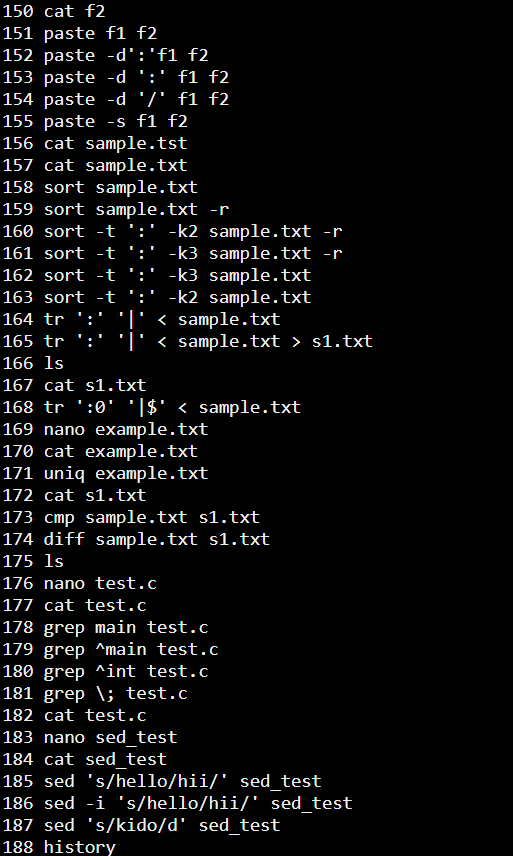 150 cat f2
151 paste f1 f2
152 paste -d':'f1 f2
153 paste -d ':' f1 f2
154 paste -d '/' f1 f2
155 paste -s f1 f2
156 cat sample.tst
157 cat sample.txt
158 sort sample.txt
159 sort sample.txt -r
160 sort -t ':' -k2 sample.txt -r
161 sort -t ':' -k3 sample.txt -r
162 sort -t ':' -k3 sample.txt
163 sort -t ':' -k2 sample.txt
164 tr ':' '|' < sample.txt
165 tr ':' '|' < sample.txt > s1.txt
166 ls
167 cat s1.txt
168 tr ':0' '|$' < sample.txt
169 nano example.txt
170 cat example.txt
171 uniq example.txt
172 cat s1.txt
173 cmp sample.txt s1.txt
174 diff sample.txt s1.txt
175 ls
176 nano test.c
177 cat test.c
178 grep main test.c
179 grep ^main test.c
180 grep ^int test.c
181 grep \; test.c
182 cat test.c
183 nano sed_test
184 cat sed_test
185 sed 's/hello/hii/' sed_test
186 sed -i 's/hello/hii/' sed_test
187 sed 's/kido/d' sed_test
188 history